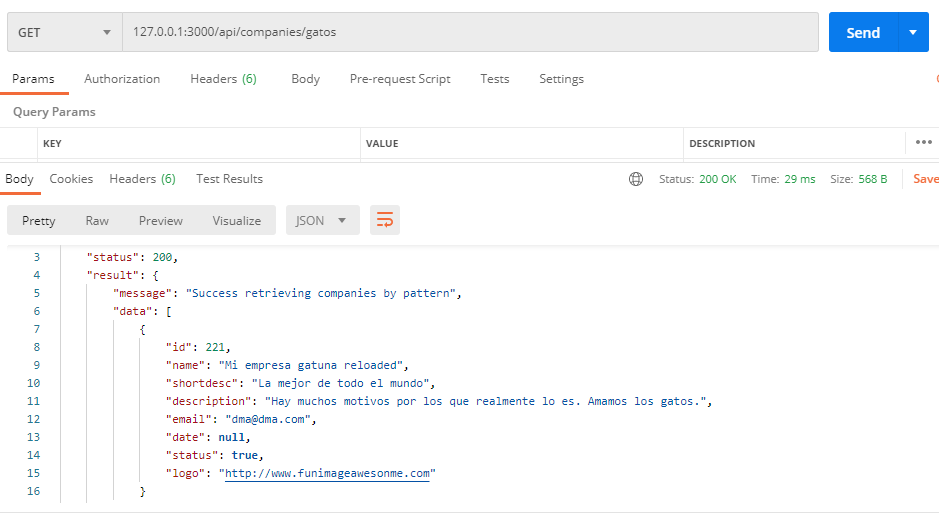 GET 127.0.0.1:3000/api/companies/gatos Send
Params Authorization Headers (6) Body Pre-request Script Tests Settings
Query Params
KEY VALUE DESCRIPTION
Body Cookies Headers (6) Test Results Status: 200 OK Time: 29 ms Size: 568 B Save
Pretty Raw Preview Visualize JSON
3 "status": 200,
4 "result": {
5 "message": "Success retrieving companies by pattern",
6 "data": [
7 {
8 "id": 221,
9 "name": "Mi empresa gatuna reloaded",
10 "shortdesc": "La mejor de todo el mundo",
11 "description": "Hay muchos motivos por los que realmente lo es. Amamos los gatos.",
12 "email": "dma@dma.com",
13 "date": null,
14 "status": true,
15 "logo": "http://www.funimageawesonme.com"
16 }